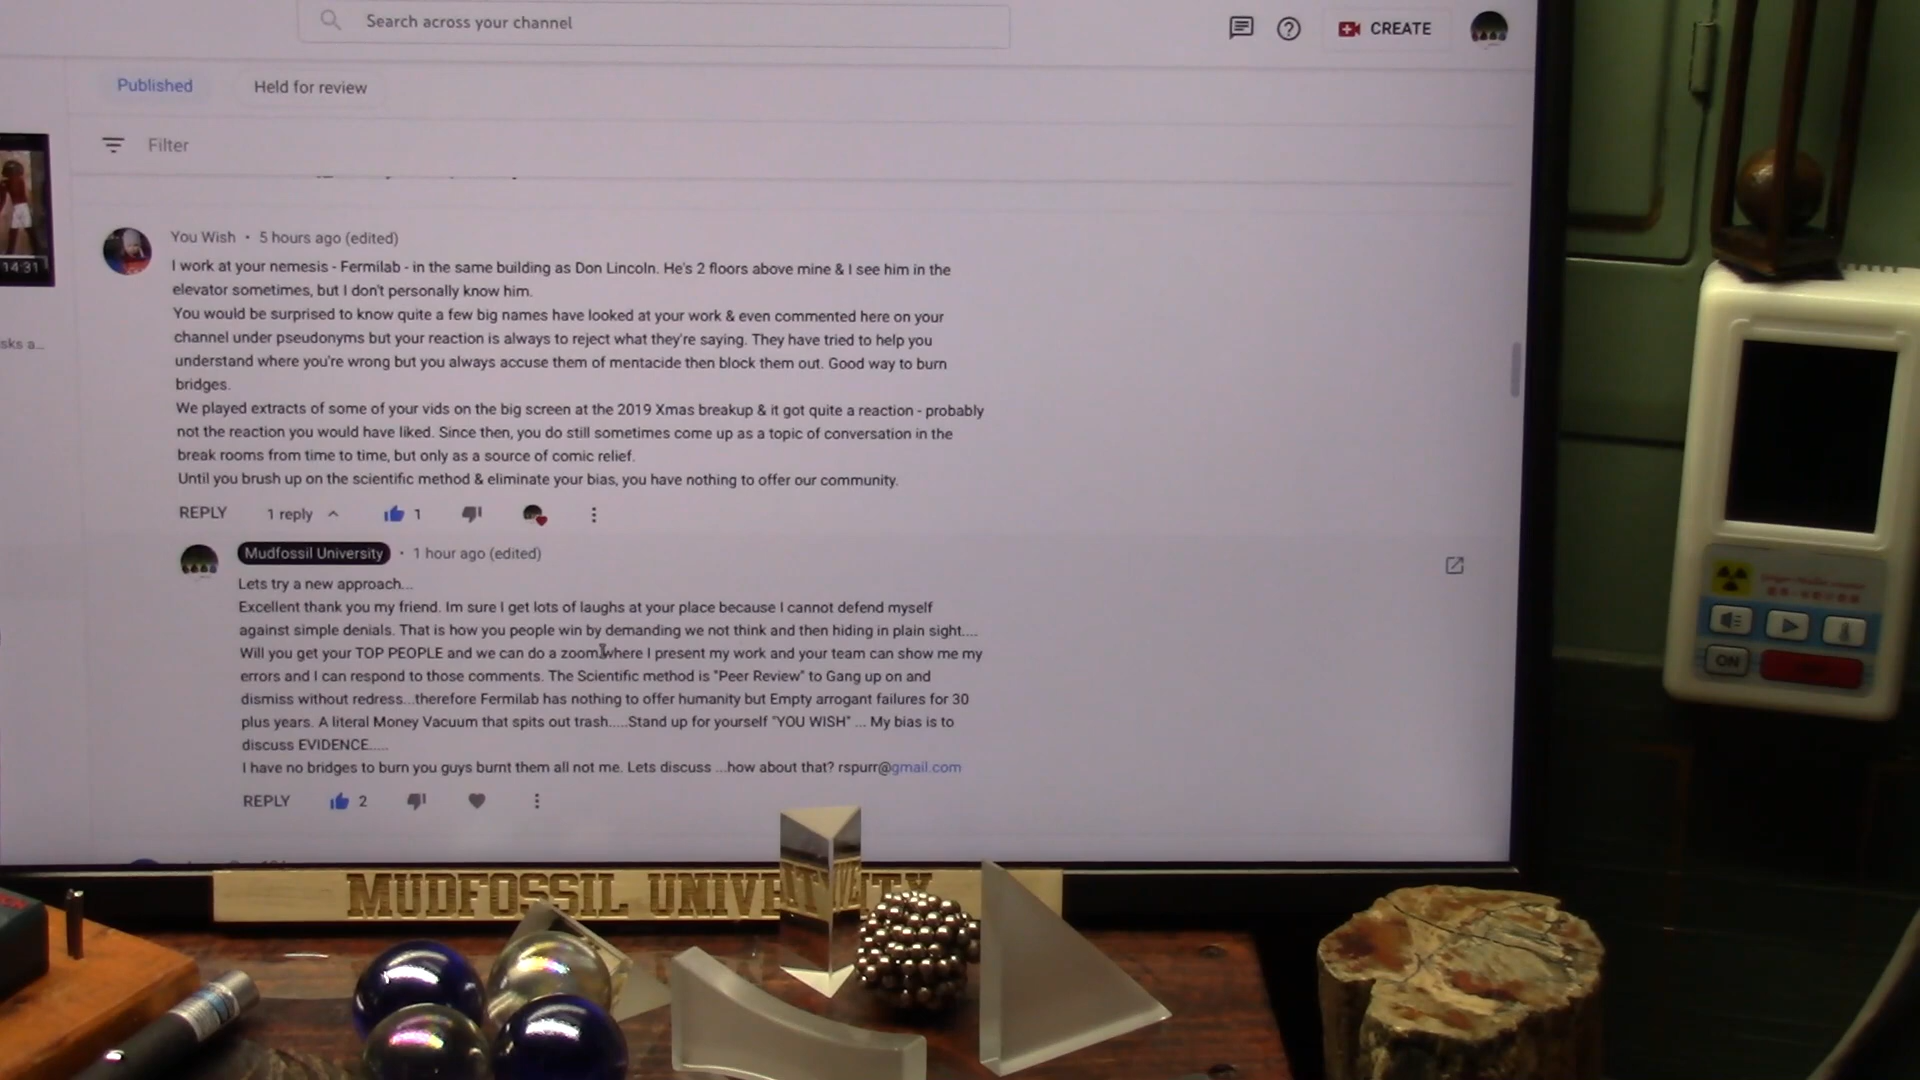 Search across your channel
CREATE
Published
Held for review
Filter
14:31
sks a...
You Wish • 5 hours ago (edited)
I work at your nemesis - Fermilab - in the same building as Don Lincoln. He's 2 floors above mine & I see him in the
elevator sometimes, but I don't personally know him.
You would be surprised to know quite a few big names have looked at your work & even commented here on your
channel under pseudonyms but your reaction is always to reject what they're saying. They have tried to help you
understand where you're wrong but you always accuse them of mentacide then block them out. Good way to burn
bridges.
We played extracts of some of your vids on the big screen at the 2019 Xmas breakup & it got quite a reaction - probably
not the reaction you would have liked. Since then, you do still sometimes come up as a topic of conversation in the
break rooms from time to time, but only as a source of comic relief.
Until you brush up on the scientific method & eliminate your bias, you have nothing to offer our community.
REPLY 1 reply 1
Mudfossil University • 1 hour ago (edited)
Lets try a new approach...
Excellent thank you my friend. Im sure I get lots of laughs at your place because I cannot defend myself
against simple denials. That is how you people win by demanding we not think and then hiding in plain sight....
Will you get your TOP PEOPLE and we can do a zoom where I present my work and your team can show me my
errors and I can respond to those comments. The Scientific method is "Peer Review" to Gang up on and
dismiss without redress...therefore Fermilab has nothing to offer humanity but Empty arrogant failures for 30
plus years. A literal Money Vacuum that spits out trash.....Stand up for yourself "YOU WISH" ... My bias is to
discuss EVIDENCE.....
I have no bridges to burn you guys burnt them all not me. Lets discuss ...how about that? rspurr@gmail.com
REPLY 2
ON
MUDFOSSIL UNIVERSITY